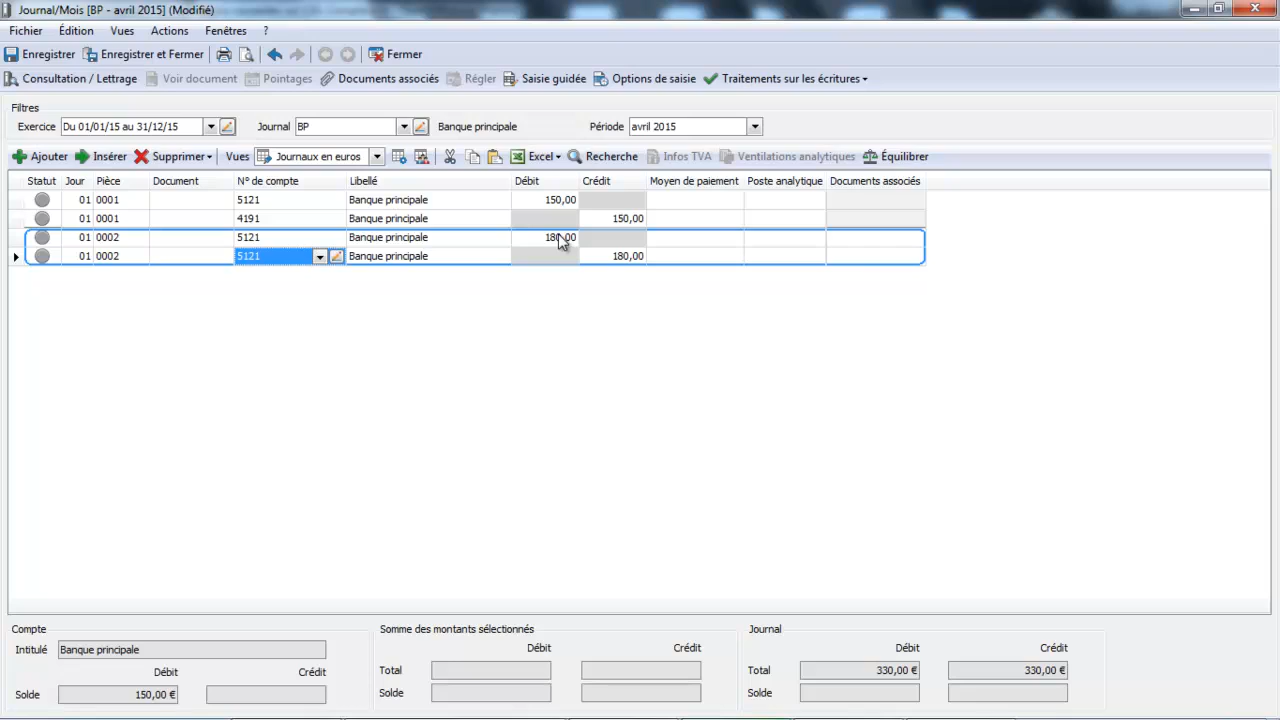 Journal/Mois [BP - avril 2015] (Modifié)
Fichier Édition Vues Actions Fenêtres ?
Enregistrer Enregistrer et Fermer Fermer
Consultation / Lettrage Voir document Pointages Documents associés Régler Saisie guidée Options de saisie Traitements sur les écritures
Filtres
Exercice Du 01/01/15 au 31/12/15 Journal BP Banque principale Période avril 2015
Ajouter Insérer Supprimer Vues Journaux en euros Excel Recherche Infos TVA Ventilations analytiques Équilibrer
Statut Jour Pièce Document N° de compte Libellé Débit Crédit Moyen de paiement Poste analytique Documents associés
01 0001 5121 Banque principale 150,00
01 0001 4191 Banque principale 150,00
01 0002 5121 Banque principale 180,00
01 0002 5121 Banque principale 180,00
Compte Somme des montants sélectionnés Journal
Intitulé Banque principale Débit Crédit Débit Crédit
Débit Crédit Total Total 330,00 € 330,00 €
Solde 150,00 € Solde Solde